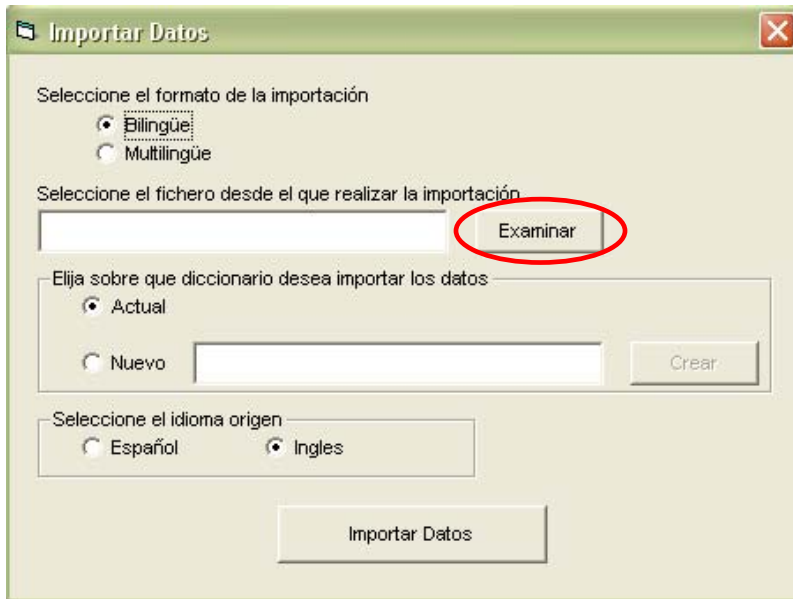 Importar Datos
Seleccione el formato de la importación
Bilingüe
Multilingüe
Seleccione el fichero desde el que realizar la importación
Examinar
Elija sobre que diccionario desea importar los datos
Actual
Nuevo Crear
Seleccione el idioma origen
Español Ingles
Importar Datos